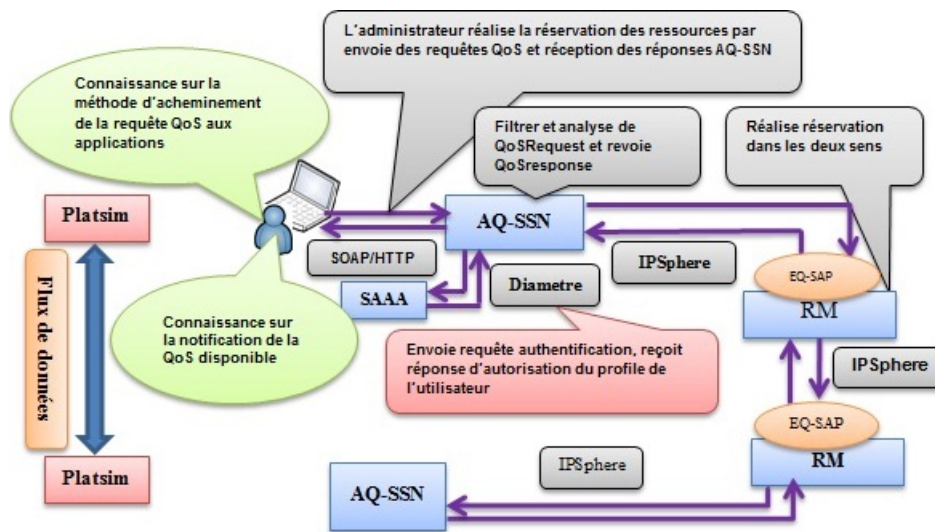 L'administrateur réalise la réservation des ressources par
envoie des requêtes QoS et réception des réponses AQ-SSN
Connaissance sur la
méthode d'acheminement
de la requête QoS aux
applications
Filtrer et analyse de
QoSRequest et revoie
QoSresponse
Réalise réservation
dans les deux sens
Platsim
AQ-SSN
SOAP/HTTP
IPSphere
EQ-SAP
RM
SAAA
Diametre
Flux de données
Connaissance sur
la notification de la
QoS disponible
Envoie requête authentification, reçoit
réponse d'autorisation du profile de
l'utilisateur
IPSphere
EQ-SAP
RM
IPSphere
Platsim
AQ-SSN